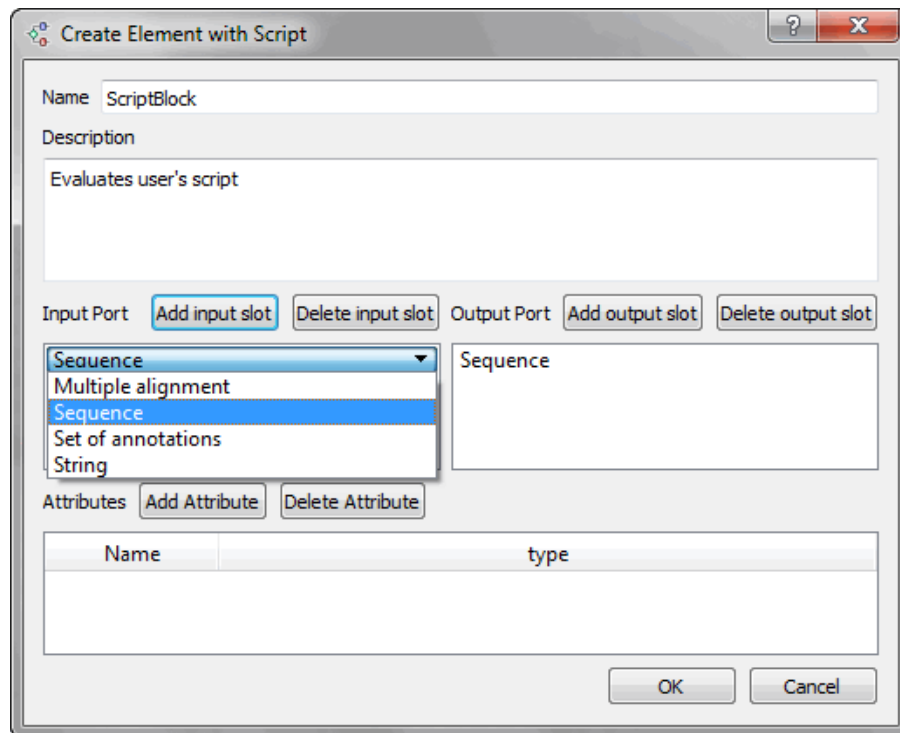 Create Element with Script
?
X
Name ScriptBlock
Description
Evaluates user's script
Input Port Add input slot Delete input slot Output Port Add output slot Delete output slot
Sequence Sequence
Multiple alignment
Sequence
Set of annotations
String
Attributes Add Attribute Delete Attribute
Name type
OK Cancel